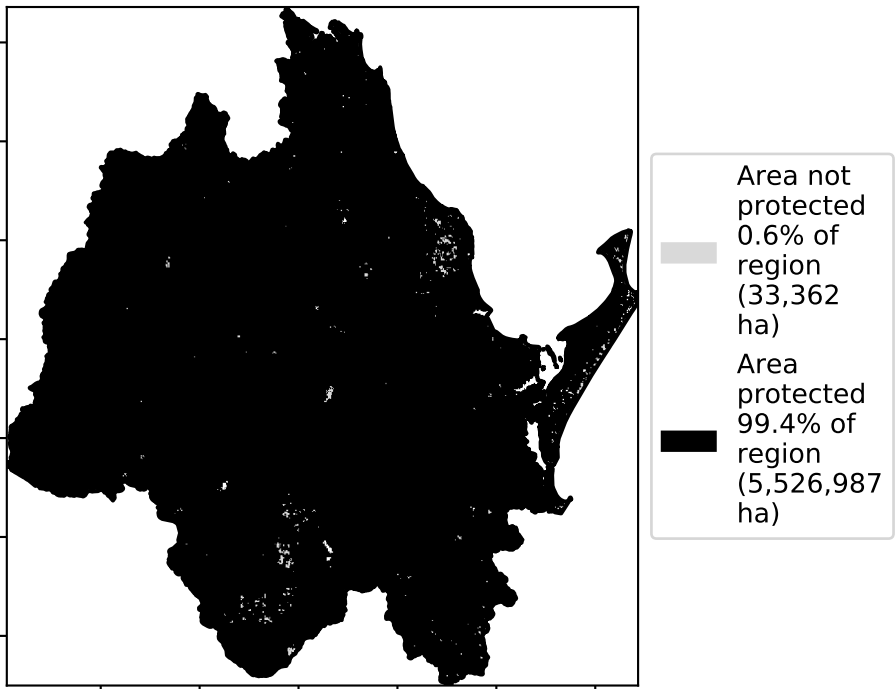 Area not
protected
0.6% of
region
(33,362
ha)
Area
protected
99.4% of
region
(5,526,987
ha)